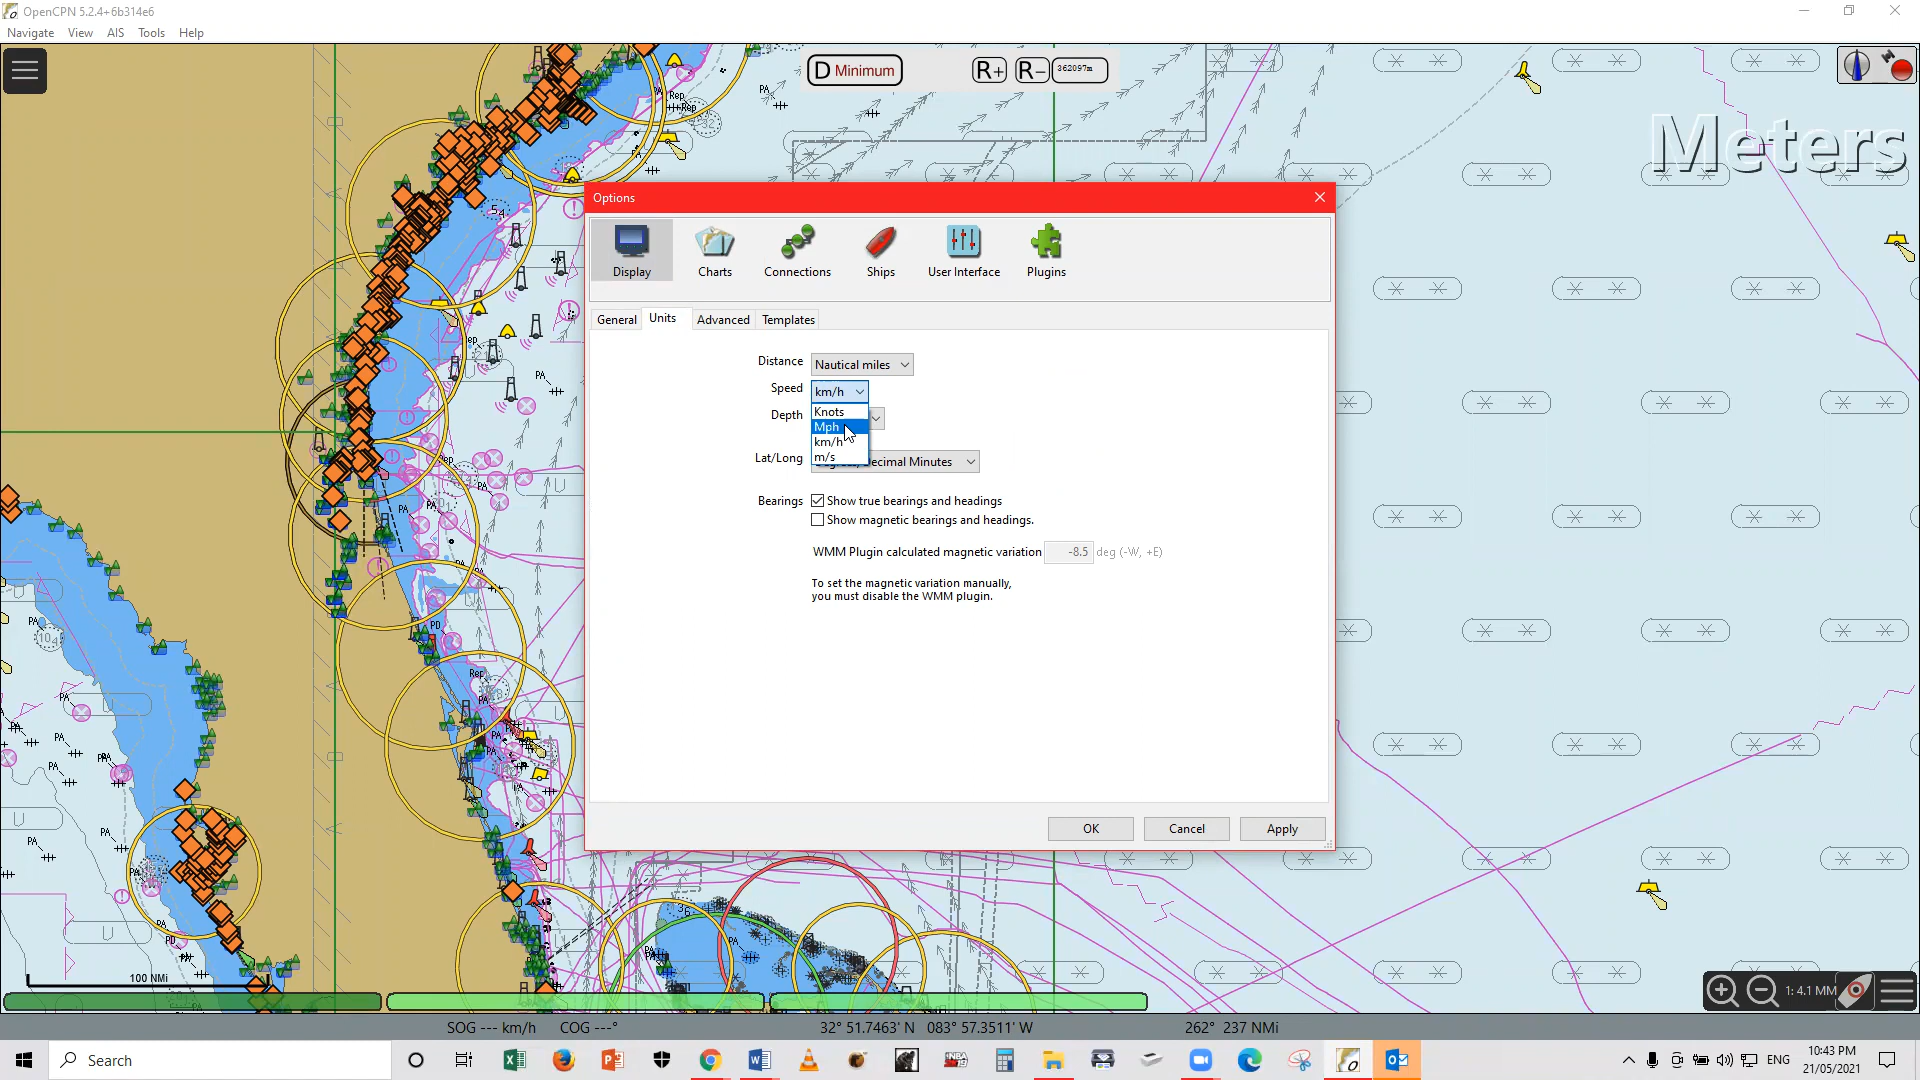 OpenCPN 5.2.4+6b314e6
Navigate View AIS Tools Help
D Minimum
R+ R- 362097m
Meters
Options
Display Charts Connections Ships User Interface Plugins
General Units Advanced Templates
Distance Nautical miles
Speed km/h
Knots
Mph
km/h
m/s
Depth
Lat/Long Decimal Minutes
Bearings Show true bearings and headings
Show magnetic bearings and headings.
WMM Plugin calculated magnetic variation -8.5 deg (-W, +E)
To set the magnetic variation manually,
you must disable the WMM plugin.
OK Cancel Apply
100 NMi
1: 4.1 MM
SOG --- km/h COG ---° 32° 51.7463' N 083° 57.3511' W 262° 237 NMi
Search
ENG
10:43 PM
21/05/2021